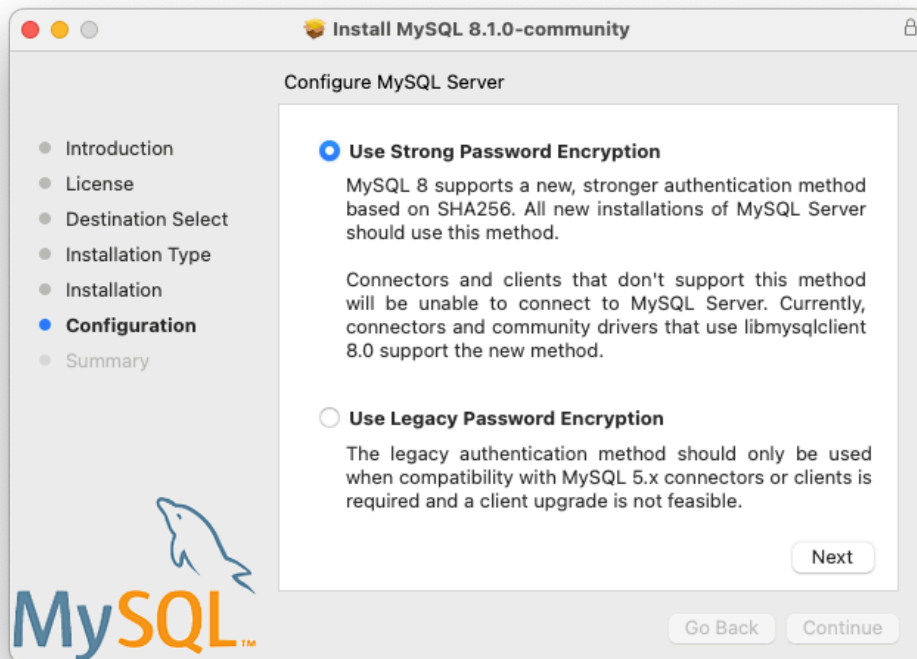 Install MySQL 8.1.0-community
Configure MySQL Server
Introduction
License
Destination Select
Installation Type
Installation
Configuration
Summary
Use Strong Password Encryption
MySQL 8 supports a new, stronger authentication method
based on SHA256. All new installations of MySQL Server
should use this method.
Connectors and clients that don't support this method
will be unable to connect to MySQL Server. Currently,
connectors and community drivers that use libmysqlclient
8.0 support the new method.
Use Legacy Password Encryption
The legacy authentication method should only be used
when compatibility with MySQL 5.x connectors or clients is
required and a client upgrade is not feasible.
Next
MySQL™
Go Back Continue